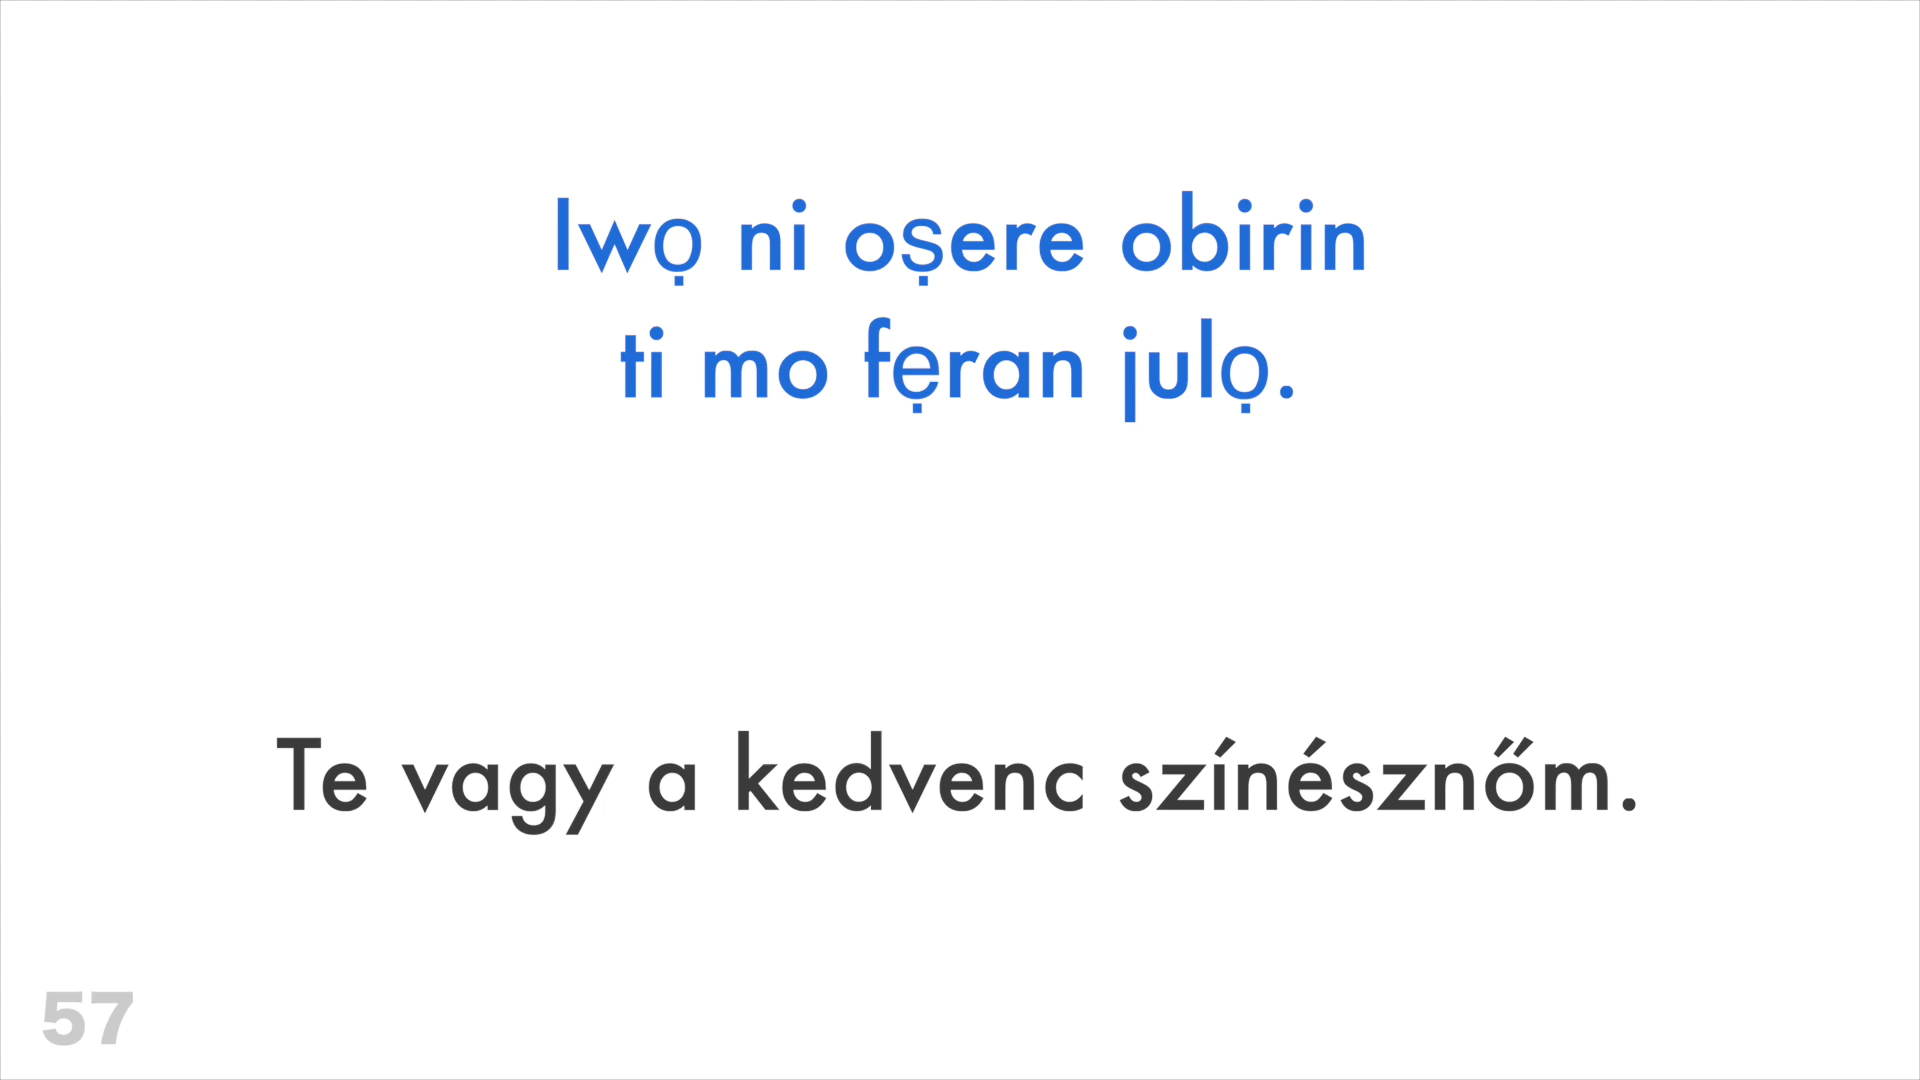 Iwọ ni oṣere obirin
ti mo fẹran julọ.
Te vagy a kedvenc színésznőm.
57